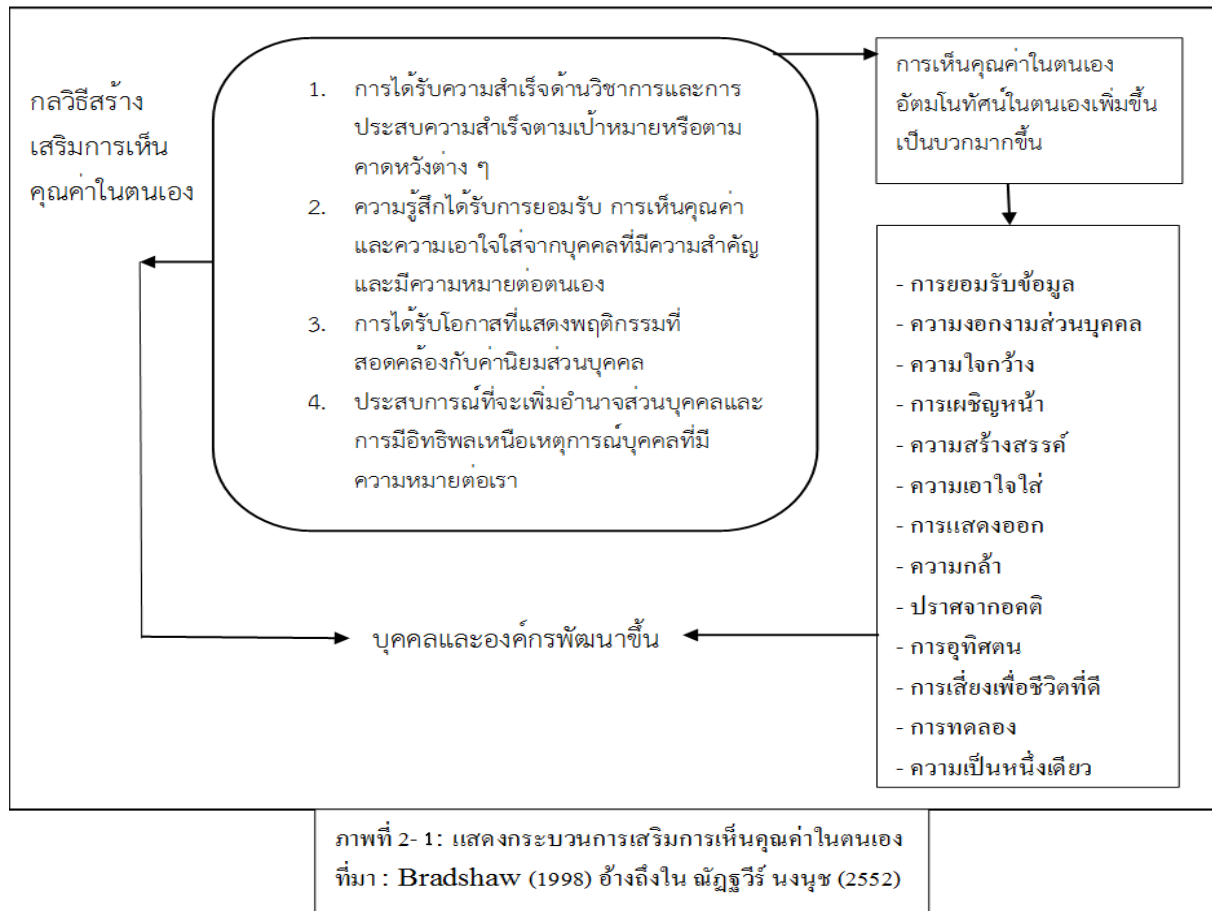 กลวิธีสร้าง
เสริมการเห็น
คุณค่าในตนเอง
1. การได้รับความสำเร็จด้านวิชาการและการ
ประสบความสำเร็จตามเป้าหมายหรือตาม
คาดหวังต่าง ๆ
2. ความรู้สึกได้รับการยอมรับ การเห็นคุณค่า
และความเอาใจใส่จากบุคคลที่มีความสำคัญ
และมีความหมายต่อตนเอง
3. การได้รับโอกาสที่แสดงพฤติกรรมที่
สอดคล้องกับค่านิยมส่วนบุคคล
4. ประสบการณ์ที่จะเพิ่มอำนาจส่วนบุคคลและ
การมีอิทธิพลเหนือเหตุการณ์บุคคลที่มี
ความหมายต่อเรา
การเห็นคุณค่าในตนเอง
อัตมโนทัศน์ในตนเองเพิ่มขึ้น
เป็นบวกมากขึ้น
- การยอมรับข้อมูล
- ความงอกงามส่วนบุคคล
- ความใจกว้าง
- การเผชิญหน้า
- ความสร้างสรรค์
- ความเอาใจใส่
- การแสดงออก
- ความกล้า
- ปราศจากอคติ
- การอุทิศตน
- การเสี่ยงเพื่อชีวิตที่ดี
- การทดลอง
- ความเป็นหนึ่งเดียว
บุคคลและองค์กรพัฒนาขึ้น
ภาพที่ 2- 1: แสดงกระบวนการเสริมการเห็นคุณค่าในตนเอง
ที่มา : Bradshaw (1998) อ้างถึงใน ณัฏฐวีร์ นงนุช (2552)